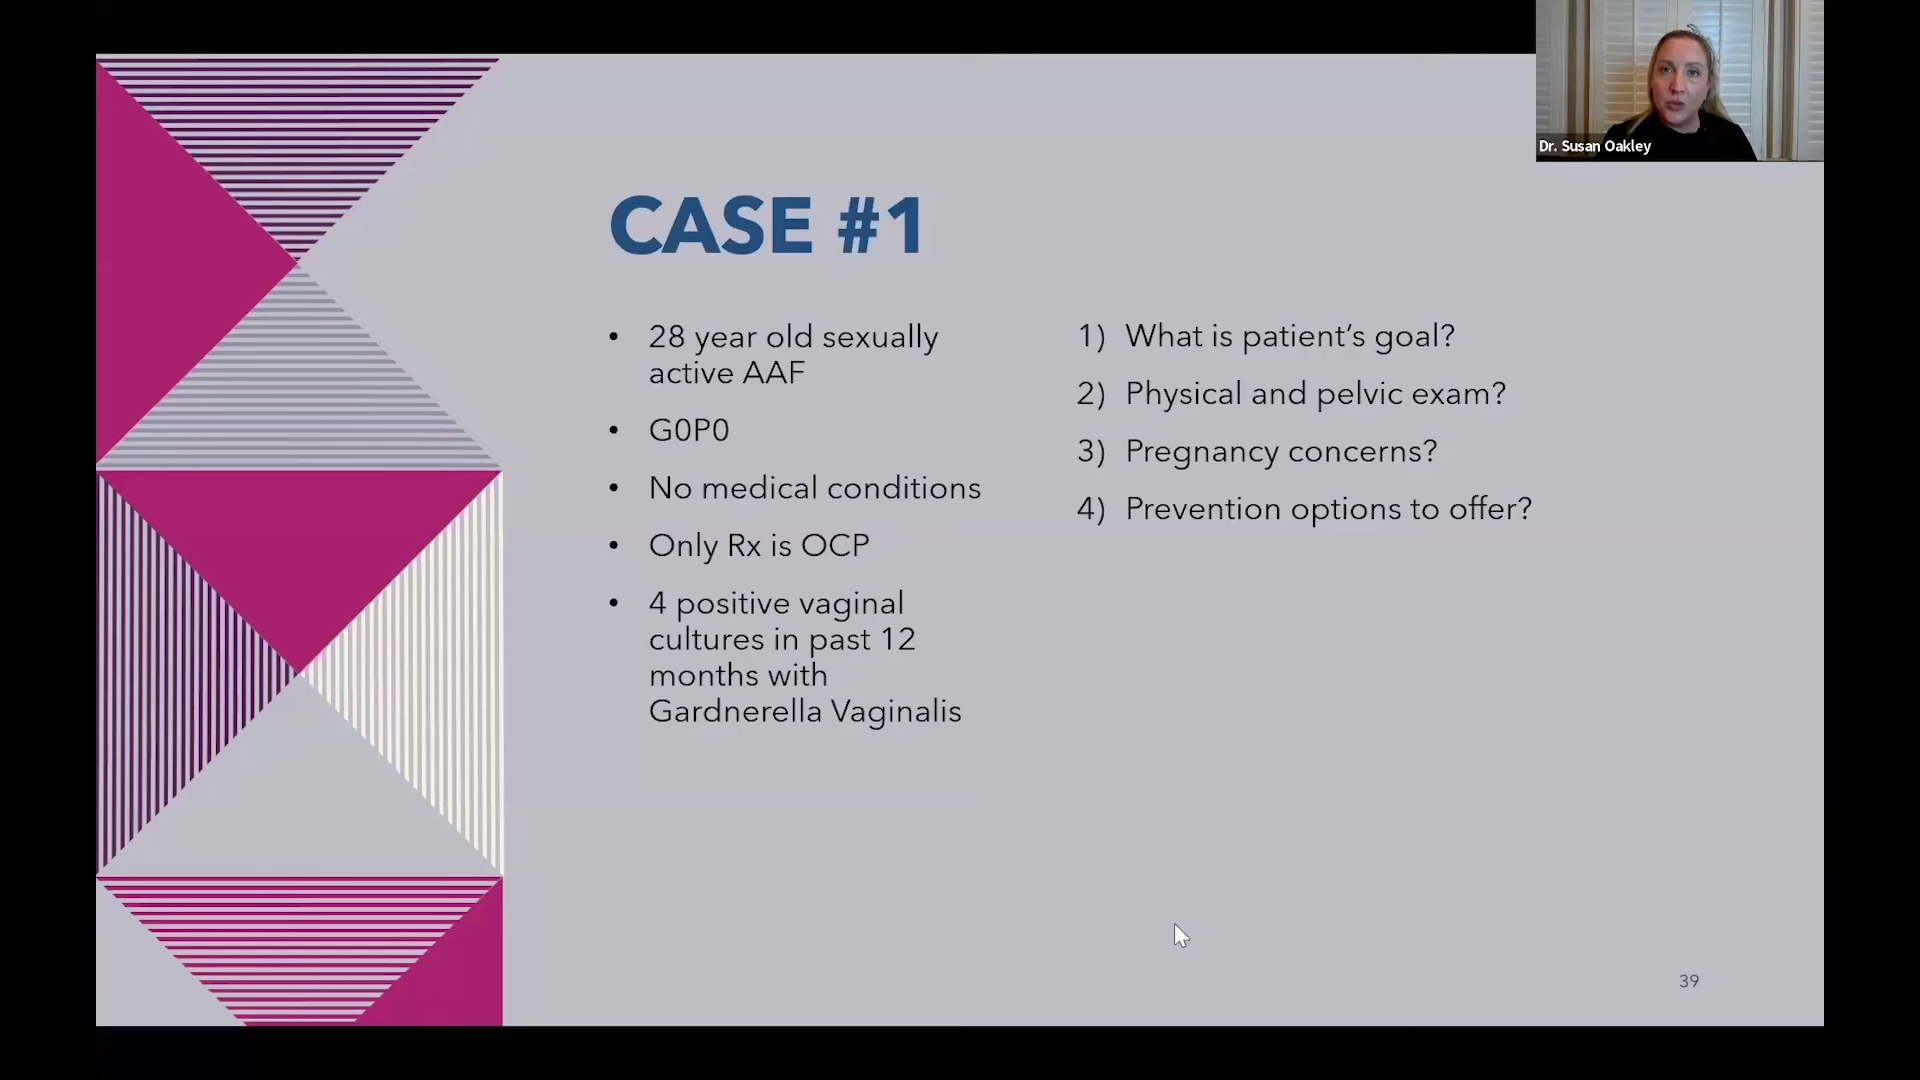 Dr. Susan Oakley
CASE #1
• 28 year old sexually
active AAF
• G0P0
• No medical conditions
• Only Rx is OCP
• 4 positive vaginal
cultures in past 12
months with
Gardnerella Vaginalis
1) What is patient‘s goal?
2) Physical and pelvic exam?
3) Pregnancy concerns?
4) Prevention options to offer?
39